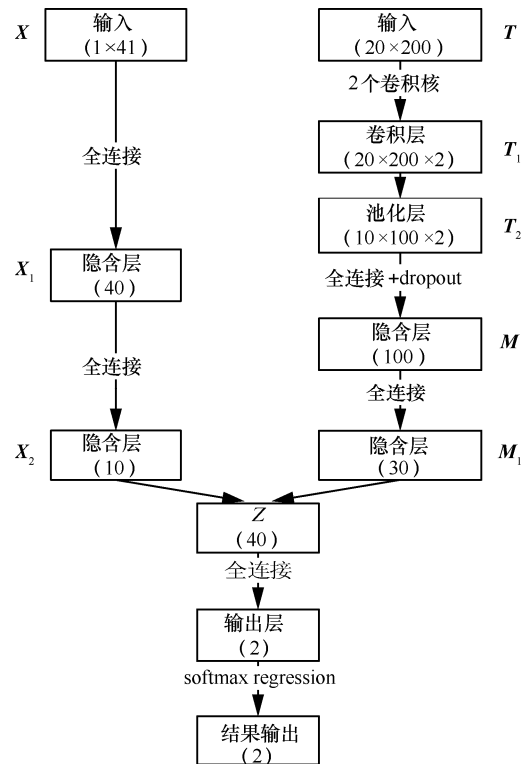 X
输入
(1×41)
输入
(20×200)
T
2个卷积核
全连接
卷积层
(20×200×2)
T1
池化层
(10×100×2)
T2
X1
隐含层
(40)
全连接+dropout
隐含层
(100)
M
全连接
全连接
X2
隐含层
(10)
隐含层
(30)
M1
Z
(40)
全连接
输出层
(2)
softmax regression
结果输出
(2)